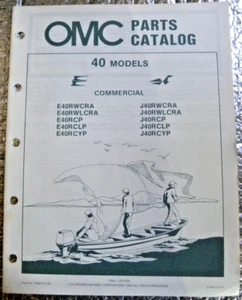 OMC PARTS
CATALOG
40 MODELS
COMMERCIAL
E40RWCRA J40RWCRA
E40RWLCRA J40RWLCRA
E40RCP J40RCP
E40RCLP J40RCLP
E40RCYP J40RCYP